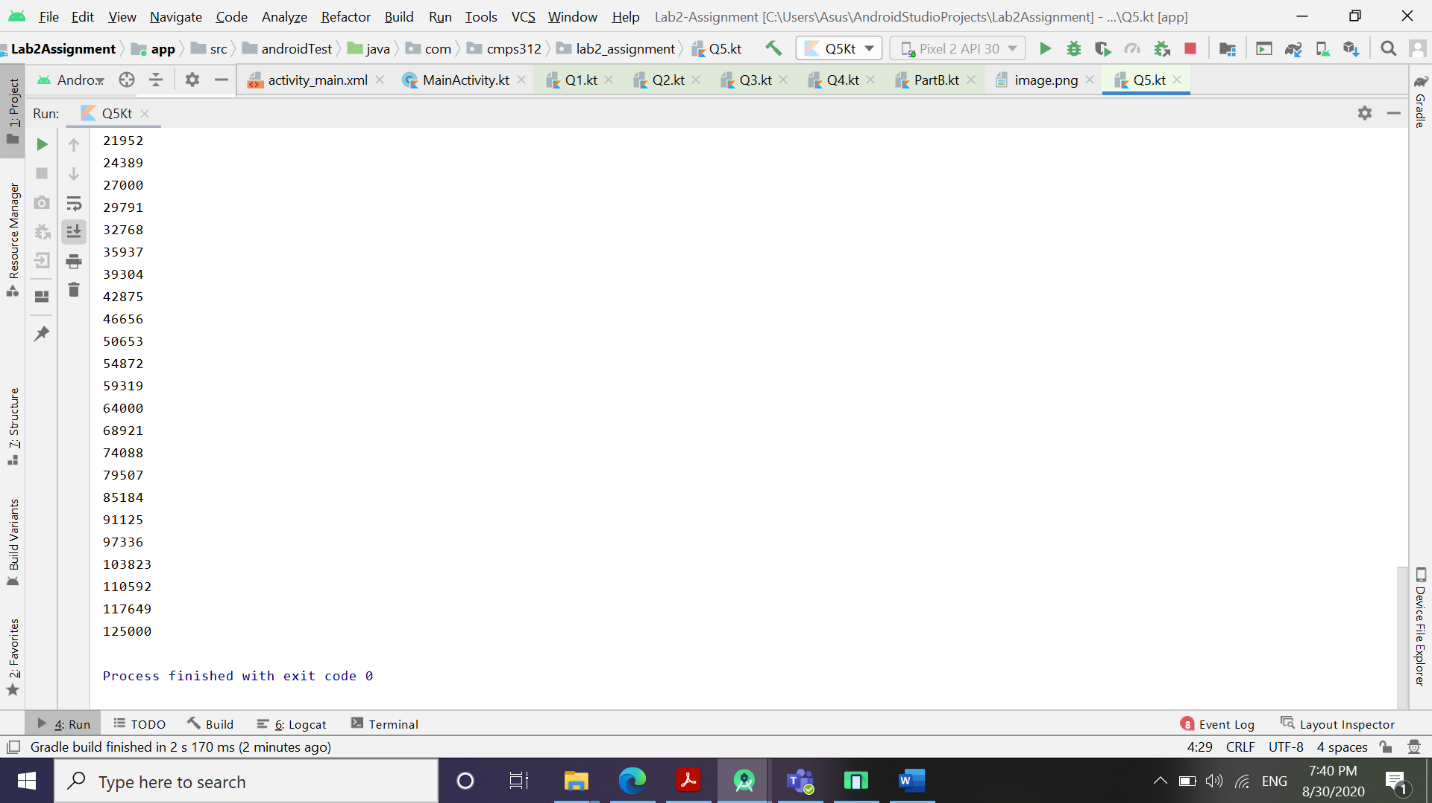 File Edit View Navigate Code Analyze Refactor Build Run Tools VCS Window Help Lab2-Assignment [C:\Users\Asus\AndroidStudioProjects\Lab2Assignment] - ...\Q5.kt [app]
Lab2Assignment app src androidTest java com cmps312 lab2_assignment Q5.kt Q5Kt Pixel 2 API 30
1: Project
Andro... activity_main.xml MainActivity.kt Q1.kt Q2.kt Q3.kt Q4.kt PartB.kt image.png Q5.kt
Gradle
Run: Q5Kt
21952
24389
27000
29791
32768
35937
39304
42875
46656
50653
54872
59319
64000
68921
74088
79507
85184
91125
97336
103823
110592
117649
125000
Process finished with exit code 0
Resource Manager
7: Structure
Build Variants
2: Favorites
Device File Explorer
4: Run TODO Build 6: Logcat Terminal 8 Event Log Layout Inspector
Gradle build finished in 2 s 170 ms (2 minutes ago) 4:29 CRLF UTF-8 4 spaces
Type here to search ENG 7:40 PM
8/30/2020 1